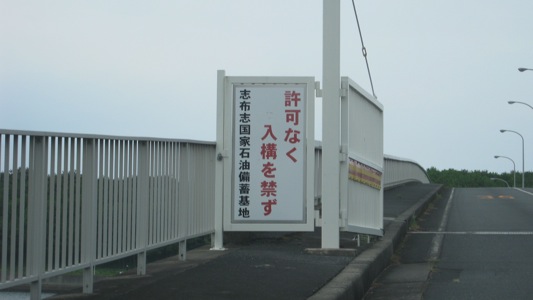 許可なく
入構を禁ず
志布志国家石油備蓄基地